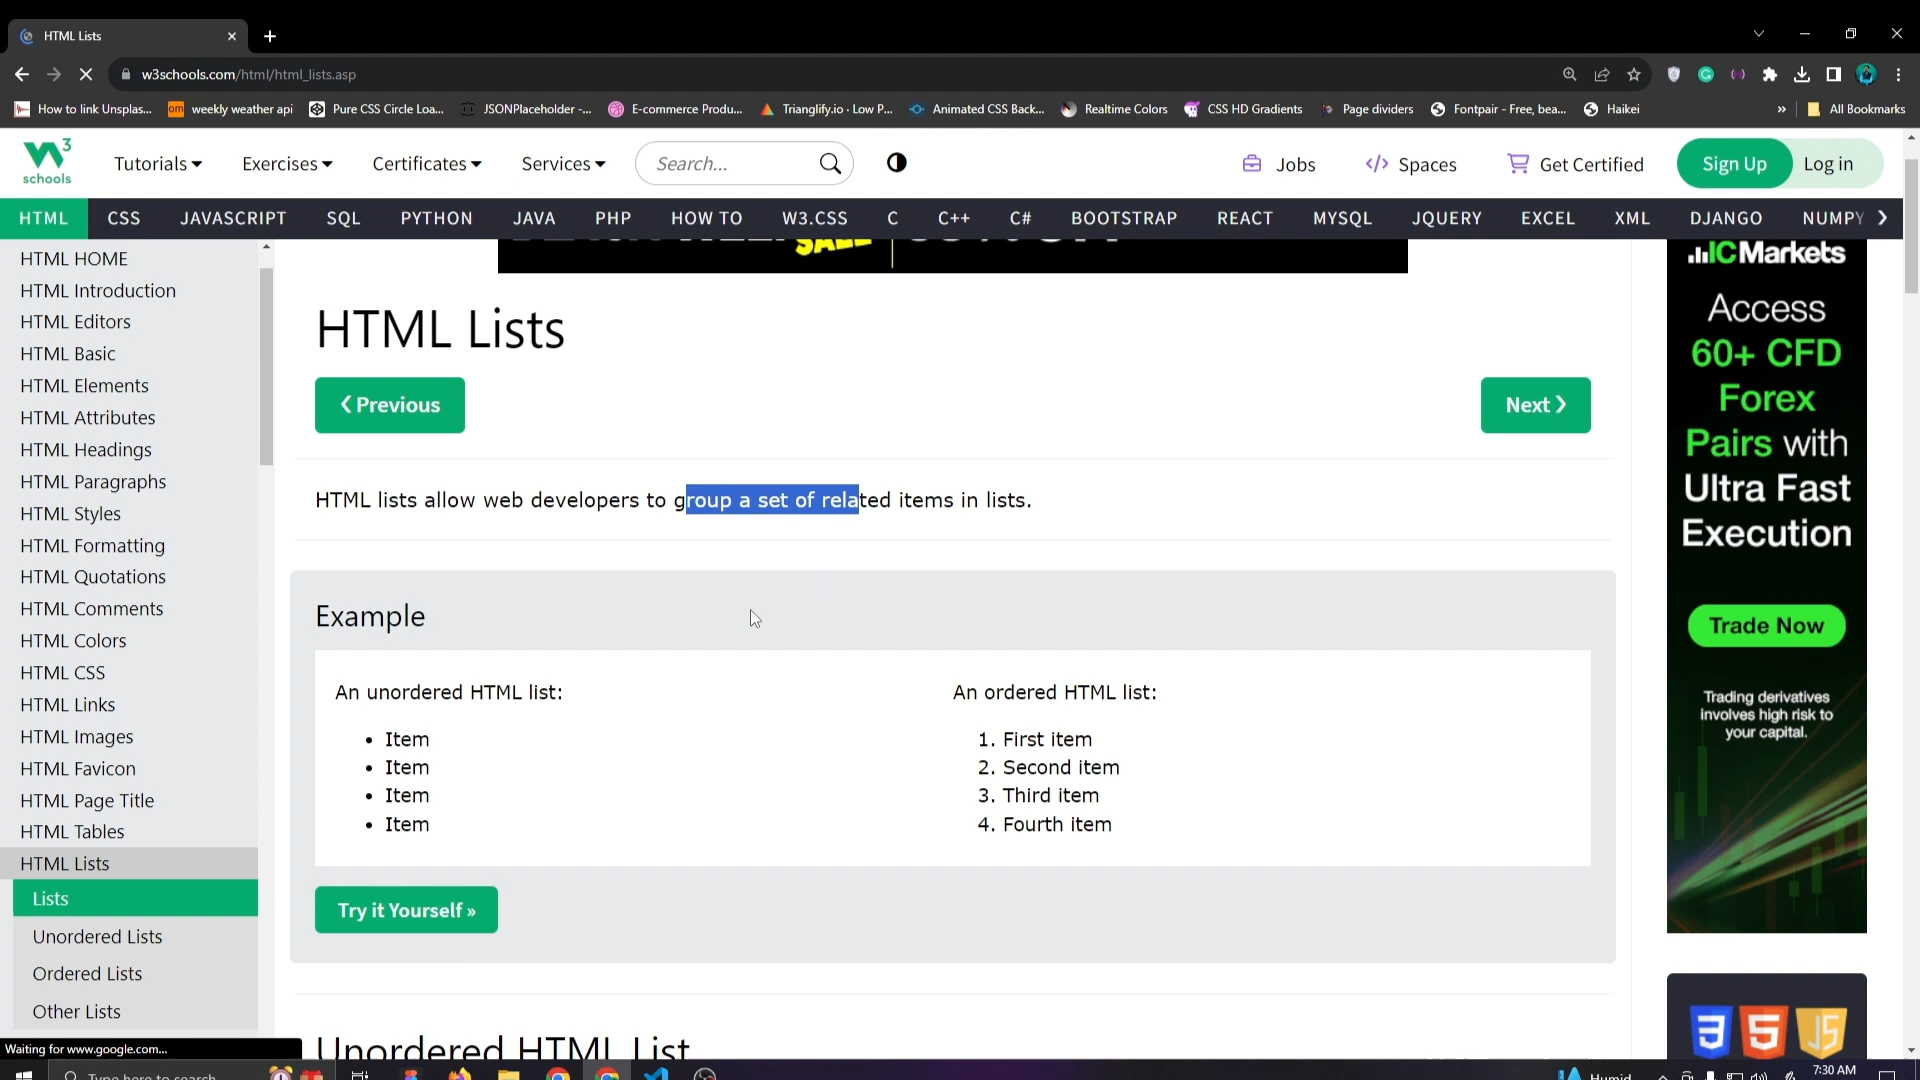 HTML Lists
w3schools.com/html/html_lists.asp
How to link Unsplas... weekly weather api Pure CSS Circle Loa... JSONPlaceholder -... E-commerce Produ... Trianglify.io · Low P... Animated CSS Back... Realtime Colors CSS HD Gradients Page dividers Fontpair - Free, bea... Haikei » All Bookmarks
W3 schools
Tutorials Exercises Certificates Services Search... Jobs Spaces Get Certified Sign Up Log in
HTML CSS JAVASCRIPT SQL PYTHON JAVA PHP HOW TO W3.CSS C C++ C# BOOTSTRAP REACT MYSQL JQUERY EXCEL XML DJANGO NUMPY
HTML HOME
HTML Introduction
HTML Editors
HTML Basic
HTML Elements
HTML Attributes
HTML Headings
HTML Paragraphs
HTML Styles
HTML Formatting
HTML Quotations
HTML Comments
HTML Colors
HTML CSS
HTML Links
HTML Images
HTML Favicon
HTML Page Title
HTML Tables
HTML Lists
Lists
Unordered Lists
Ordered Lists
Other Lists
Waiting for www.google.com...
SALE
HTML Lists
❮ Previous
Next ❯
HTML lists allow web developers to group a set of related items in lists.
Example
An unordered HTML list:
• Item
• Item
• Item
• Item
An ordered HTML list:
1. First item
2. Second item
3. Third item
4. Fourth item
Try it Yourself »
Unordered HTML List
ICMarkets
Access
60+ CFD
Forex
Pairs with
Ultra Fast
Execution
Trade Now
Trading derivatives
involves high risk to
your capital.
3 5 JS
Type here to search
Humid
7:30 AM